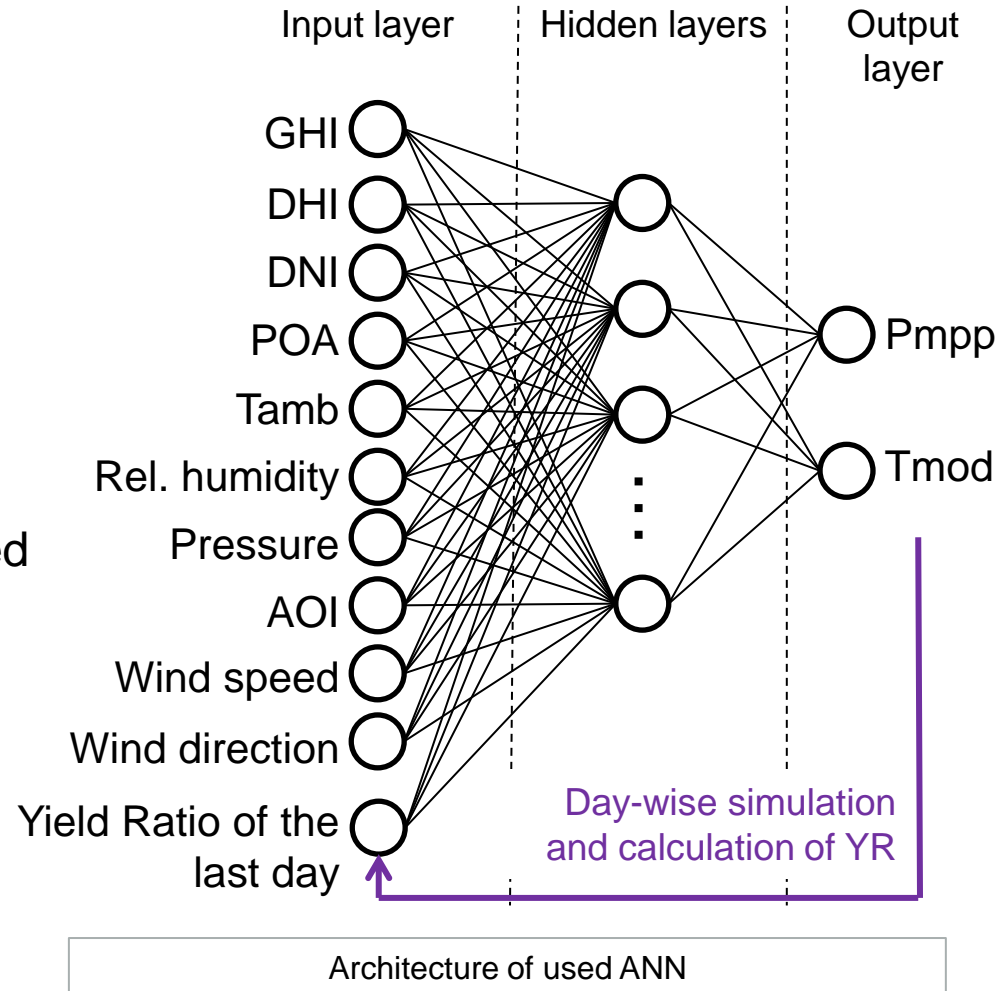 Input layer
Hidden layers
Output
layer
GHI
DHI
DNI
POA
Tamb
Rel. humidity
Pressure
AOI
Wind speed
Wind direction
Yield Ratio of the
last day
Pmpp
Tmod
ed
Day-wise simulation
and calculation of YR
Architecture of used ANN